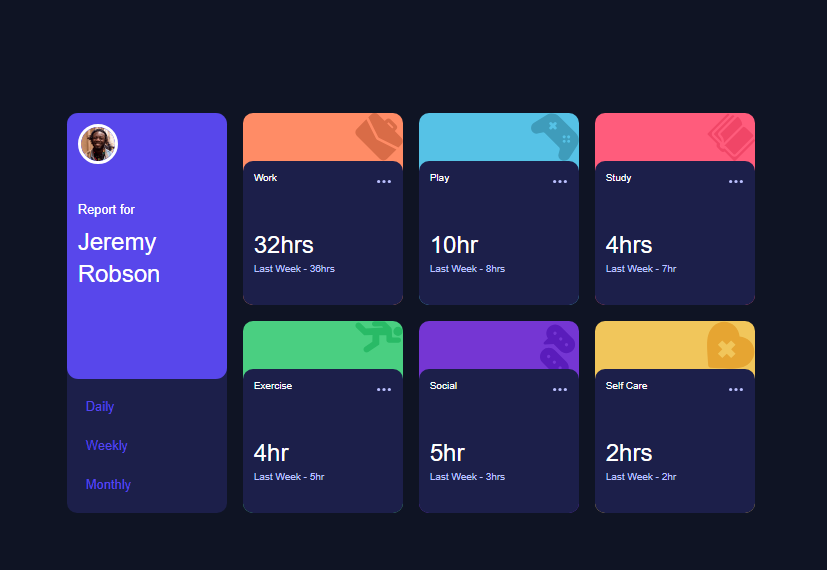 Report for
Jeremy
Robson
Daily
Weekly
Monthly
Work
32hrs
Last Week - 36hrs
Play
10hr
Last Week - 8hrs
Study
4hrs
Last Week - 7hr
Exercise
4hr
Last Week - 5hr
Social
5hr
Last Week - 3hrs
Self Care
2hrs
Last Week - 2hr